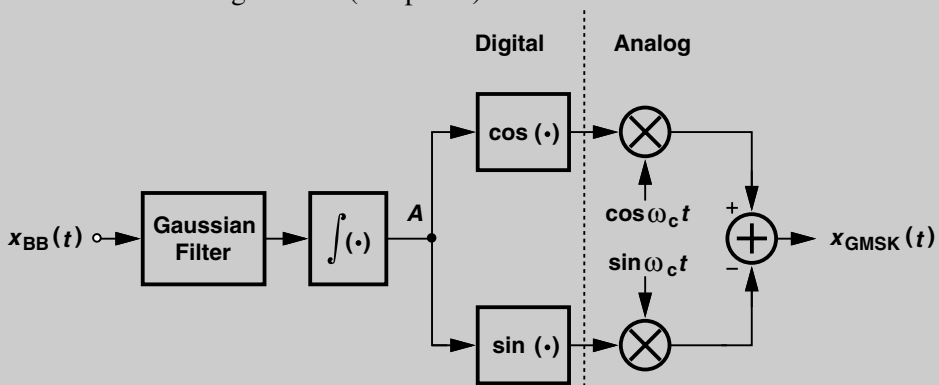 Digital
Analog
cos (•)
A
cos ω_c t
sin ω_c t
x_BB (t)
Gaussian
Filter
∫(•)
+
−
x_GMSK (t)
sin (•)